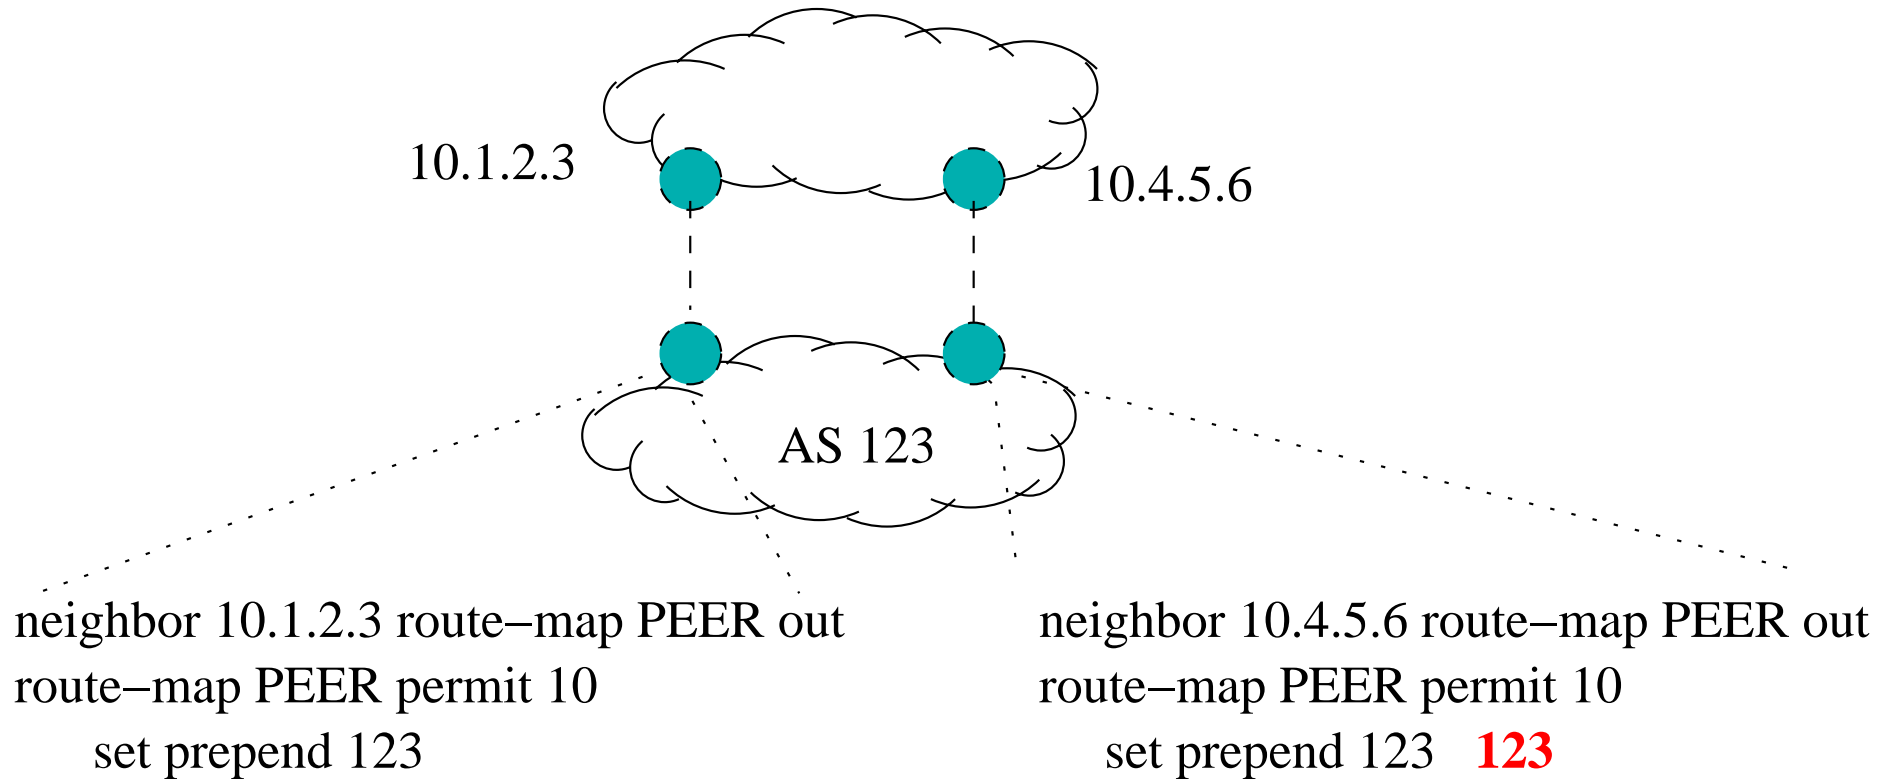 10.1.2.3
10.4.5.6
AS 123
neighbor 10.1.2.3 route−map PEER out
route−map PEER permit 10
set prepend 123
neighbor 10.4.5.6 route−map PEER out
route−map PEER permit 10
set prepend 123 123